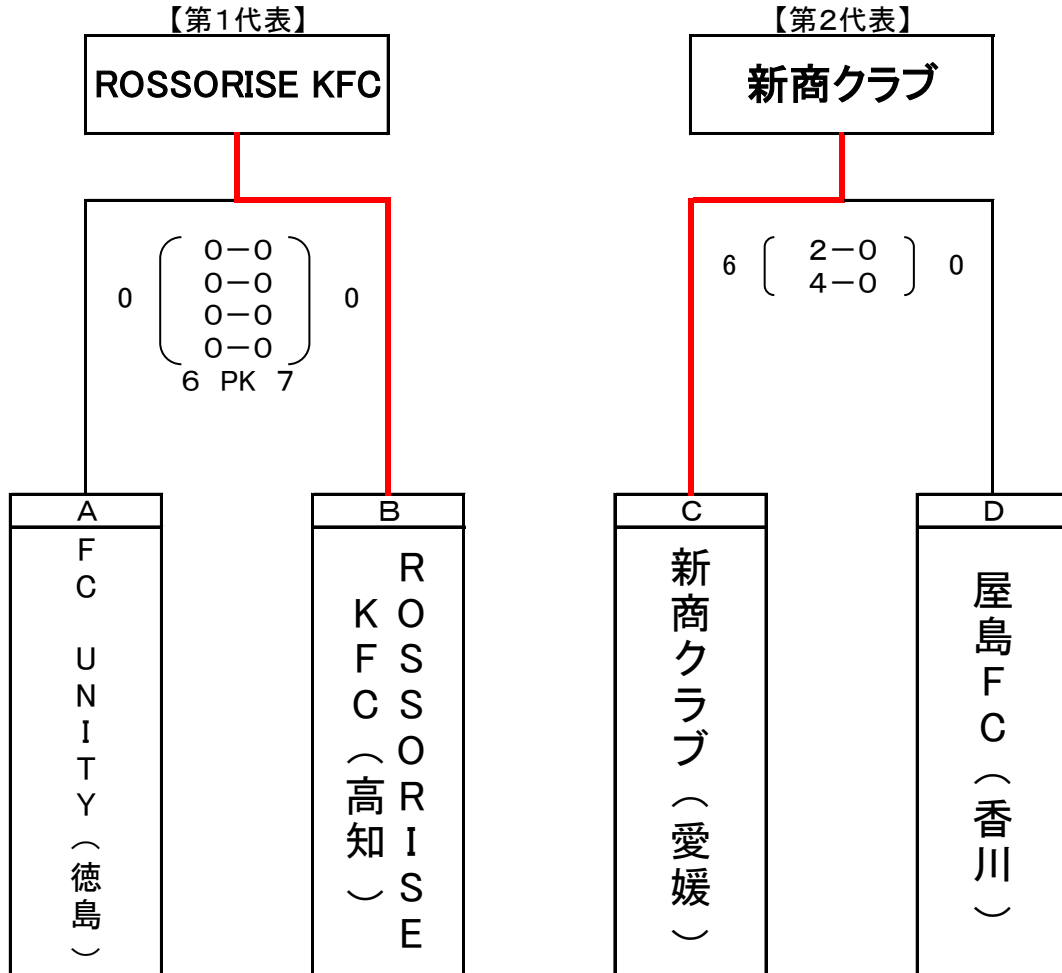 【第1代表】
ROSSORISE KFC
0
0－0
0－0
0－0
0－0
0
6 PK 7
A
FC UNITY（徳島）
B
ROSSORISE
KFC（高知）
【第2代表】
新商クラブ
6
2－0
4－0
0
C
新商クラブ（愛媛）
D
屋島FC（香川）